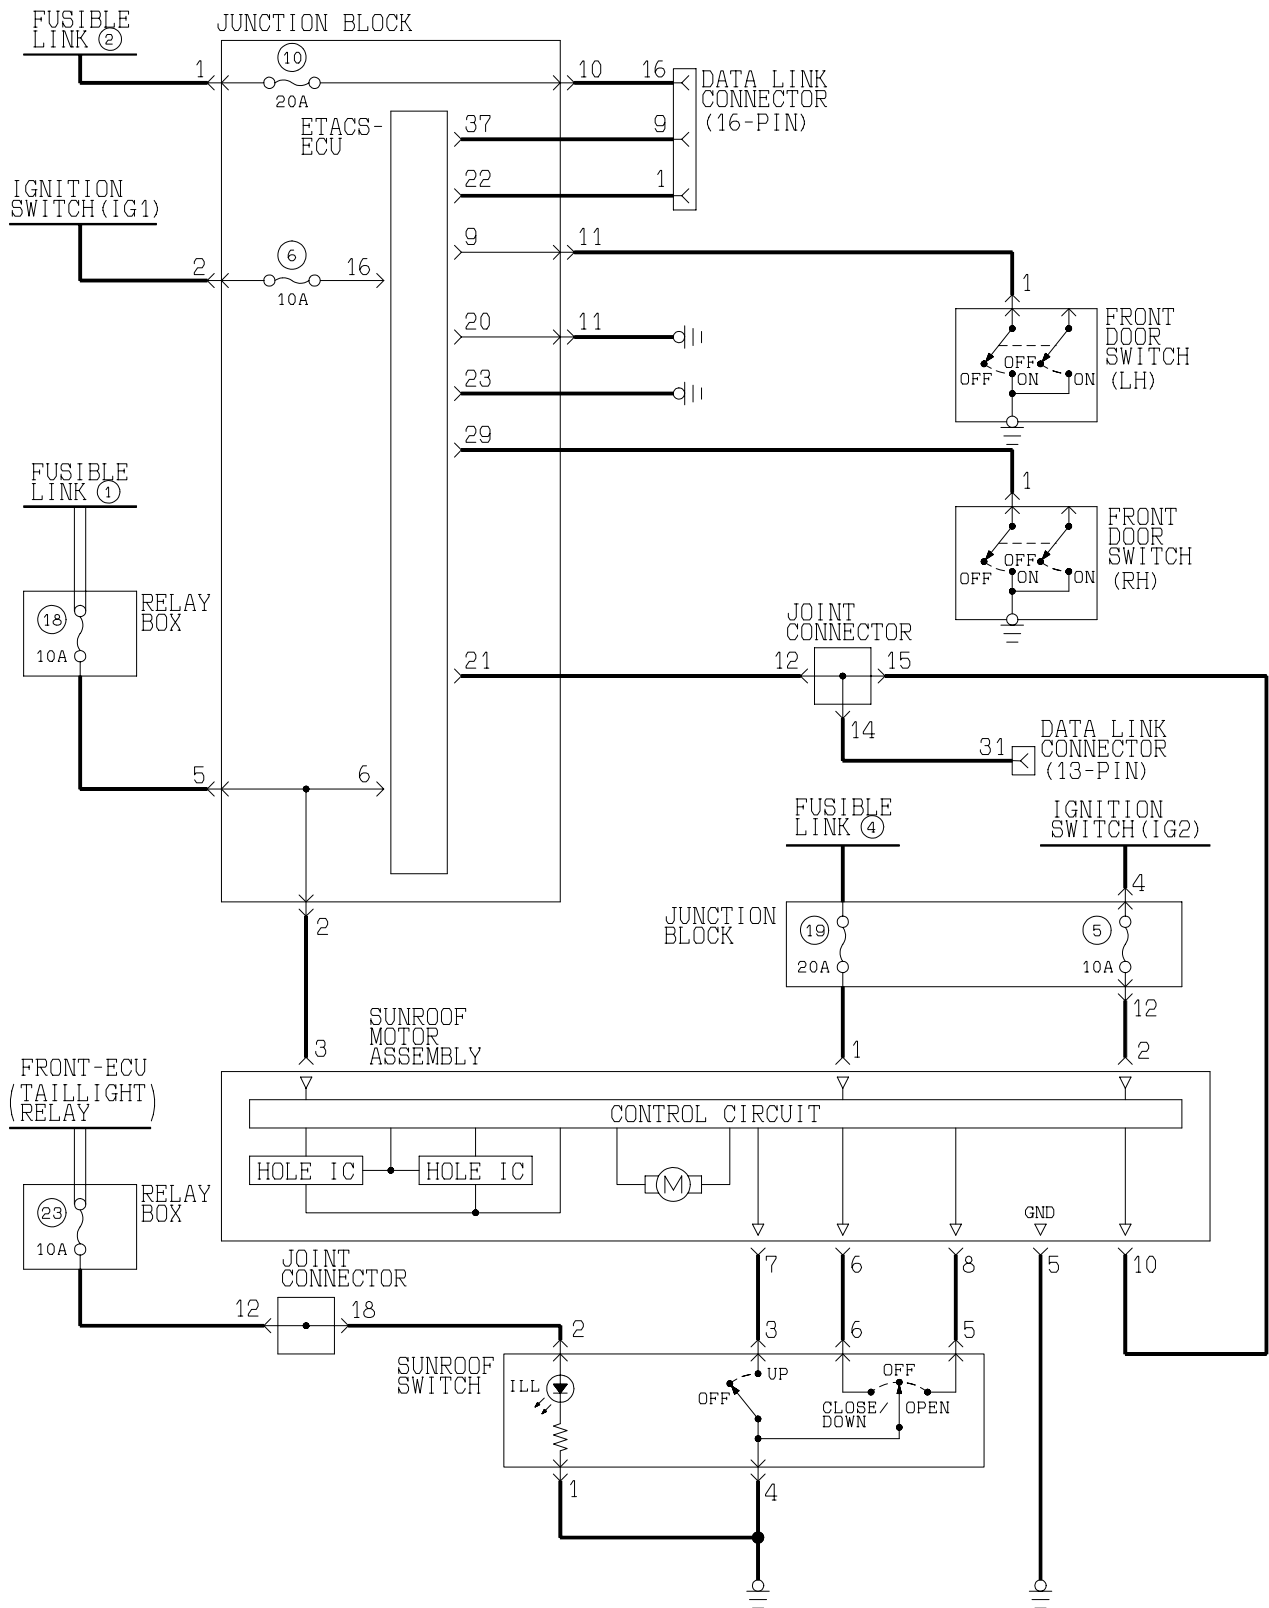 FUSIBLE
LINK ②
JUNCTION BLOCK
1
10
20A
10
16
DATA LINK
CONNECTOR
(16-PIN)
ETACS-
ECU
37
9
22
1
IGNITION
SWITCH(IG1)
2
6
10A
16
9
11
1
FRONT
DOOR
SWITCH
(LH)
OFF
OFF
ON
ON
20
11
23
29
1
FRONT
DOOR
SWITCH
(RH)
OFF
OFF
ON
ON
FUSIBLE
LINK ①
18
10A
RELAY
BOX
JOINT
CONNECTOR
21
12
15
14
31
DATA LINK
CONNECTOR
(13-PIN)
5
6
2
FUSIBLE
LINK ④
IGNITION
SWITCH(IG2)
4
JUNCTION
BLOCK
19
20A
5
10A
12
SUNROOF
MOTOR
ASSEMBLY
3
1
2
FRONT-ECU
(TAILLIGHT)
RELAY
CONTROL CIRCUIT
HOLE IC
HOLE IC
M
GND
23
10A
RELAY
BOX
7
6
8
5
10
JOINT
CONNECTOR
12
18
2
3
6
5
SUNROOF
SWITCH
ILL
UP
OFF
OFF
CLOSE/
DOWN
OPEN
1
4